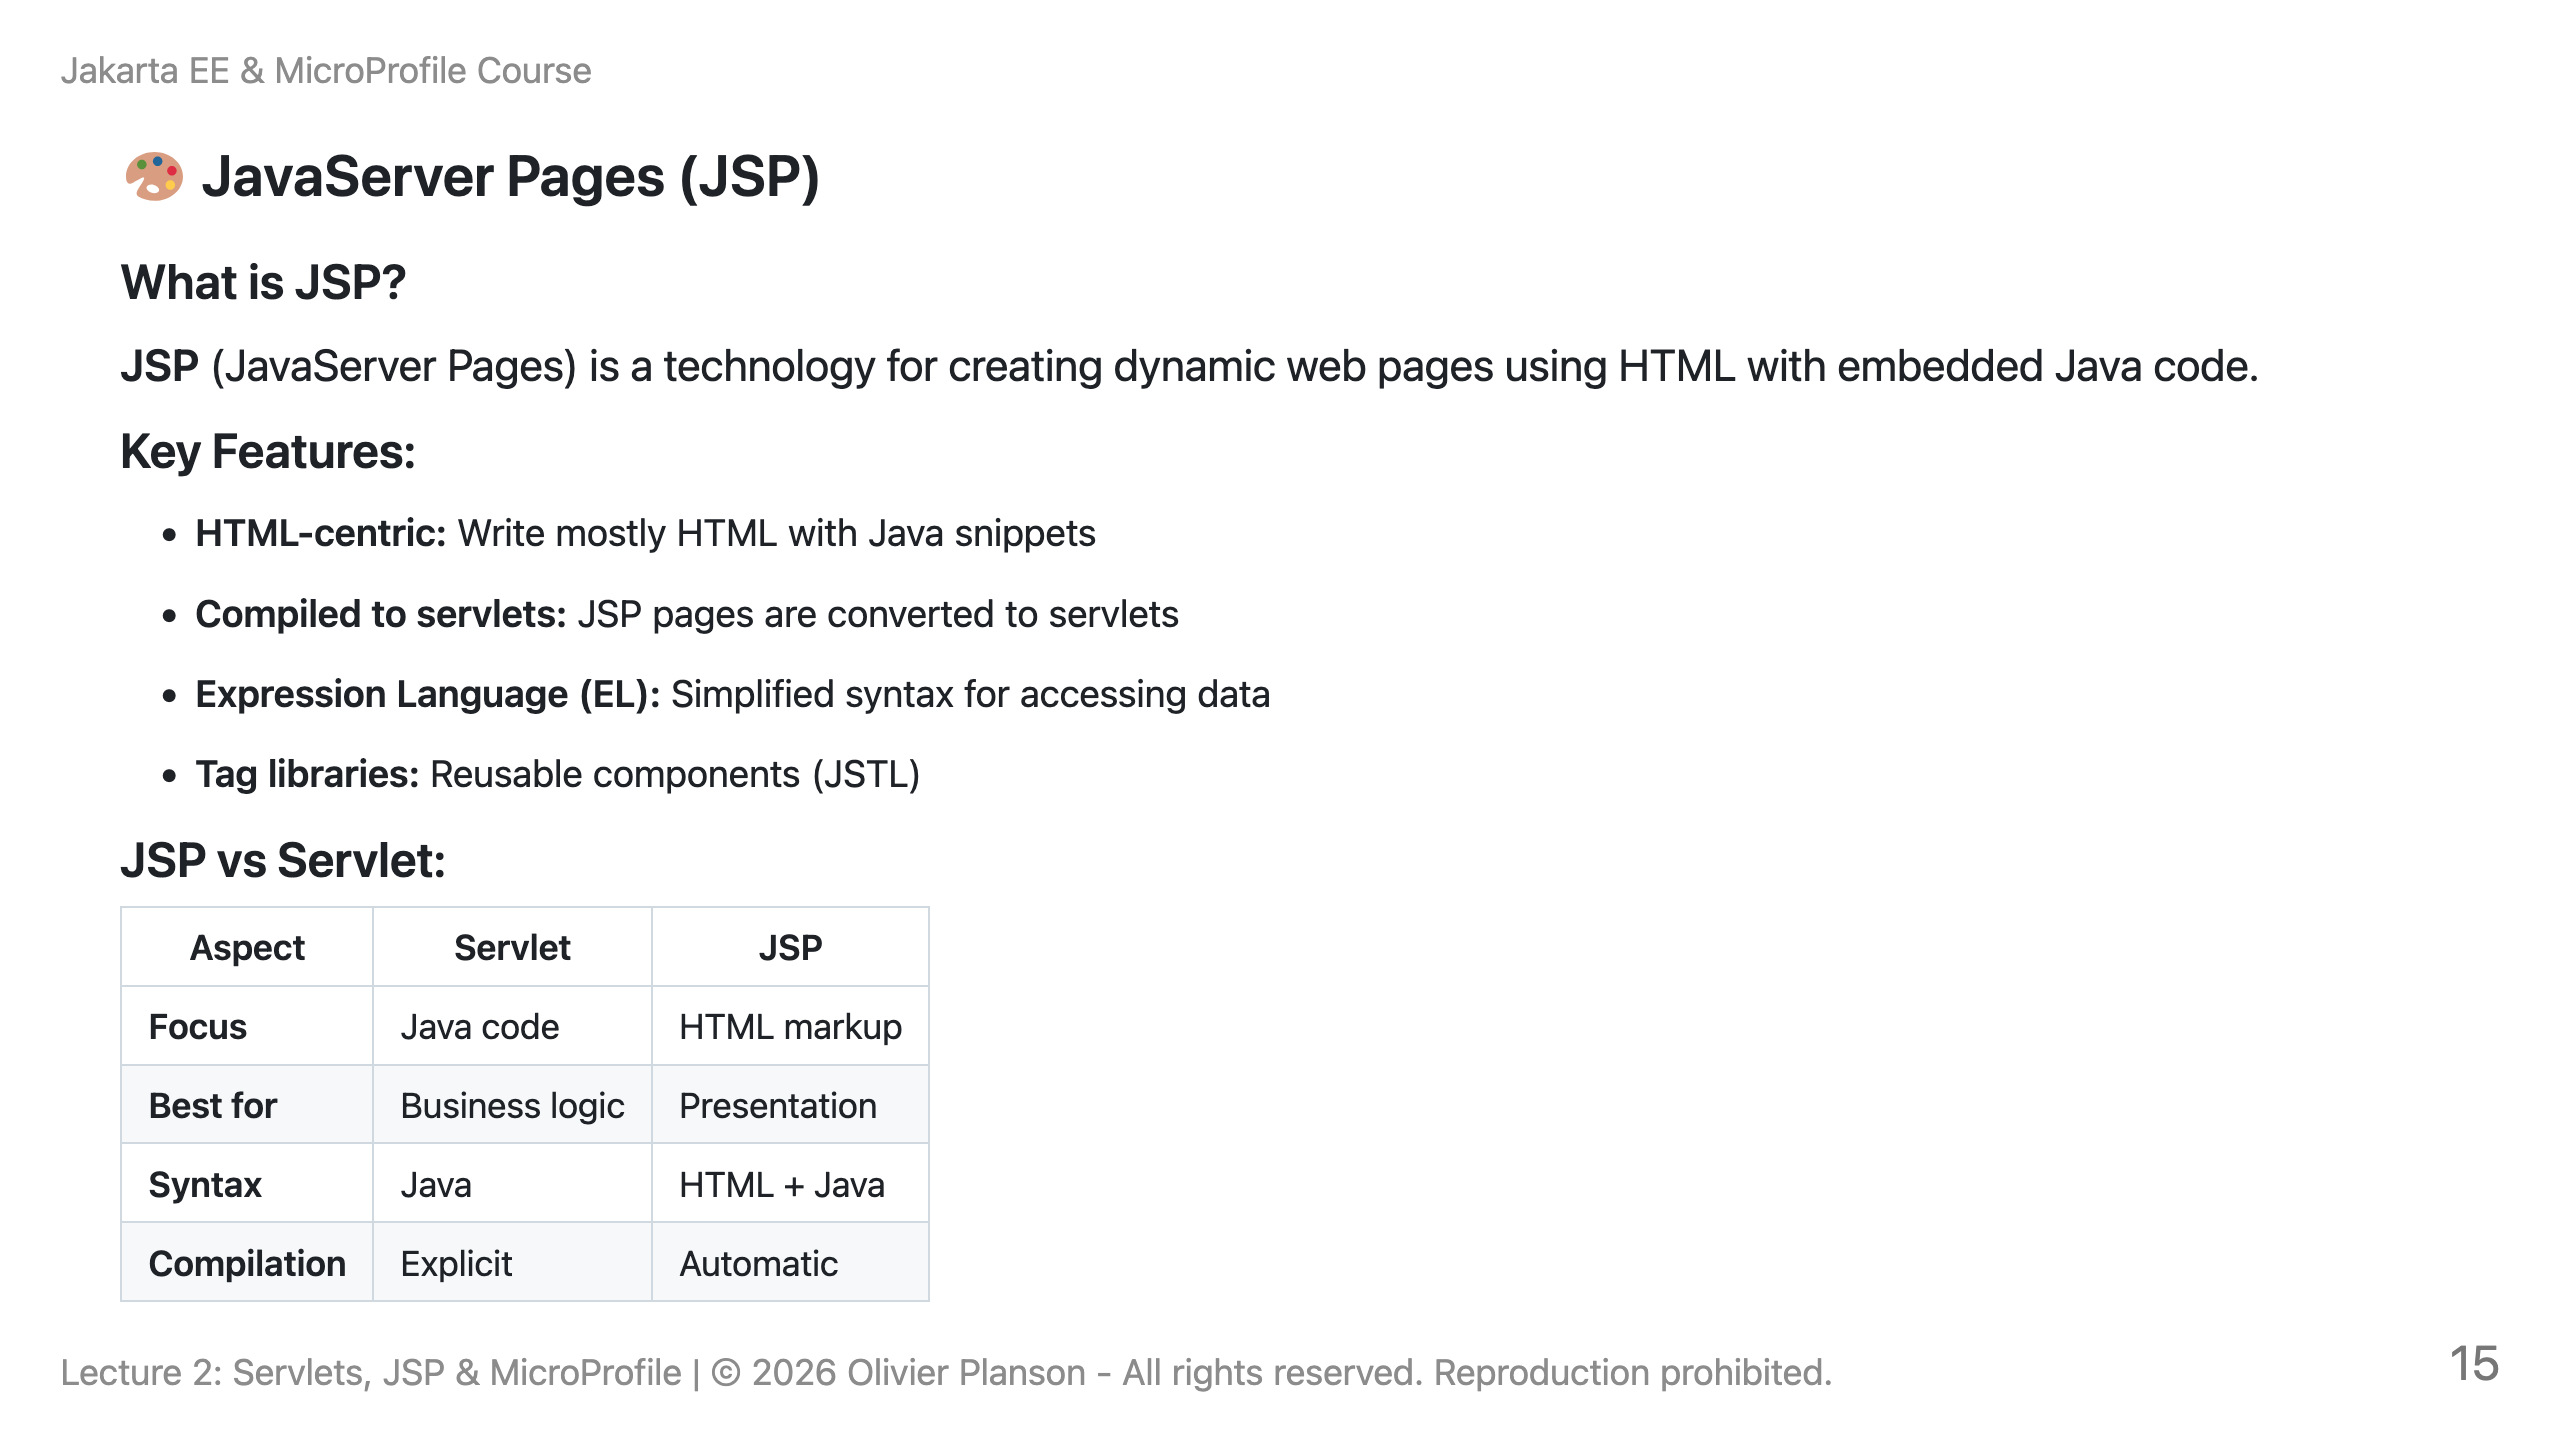 Jakarta EE & MicroProfile Course
JavaServer Pages (JSP)
What is JSP?
JSP (JavaServer Pages) is a technology for creating dynamic web pages using HTML with embedded Java code.
Key Features:
• HTML-centric: Write mostly HTML with Java snippets
• Compiled to servlets: JSP pages are converted to servlets
• Expression Language (EL): Simplified syntax for accessing data
• Tag libraries: Reusable components (JSTL)
JSP vs Servlet:
Aspect Servlet JSP
Focus Java code HTML markup
Best for Business logic Presentation
Syntax Java HTML + Java
Compilation Explicit Automatic
Lecture 2: Servlets, JSP & MicroProfile | © 2026 Olivier Planson - All rights reserved. Reproduction prohibited.
15